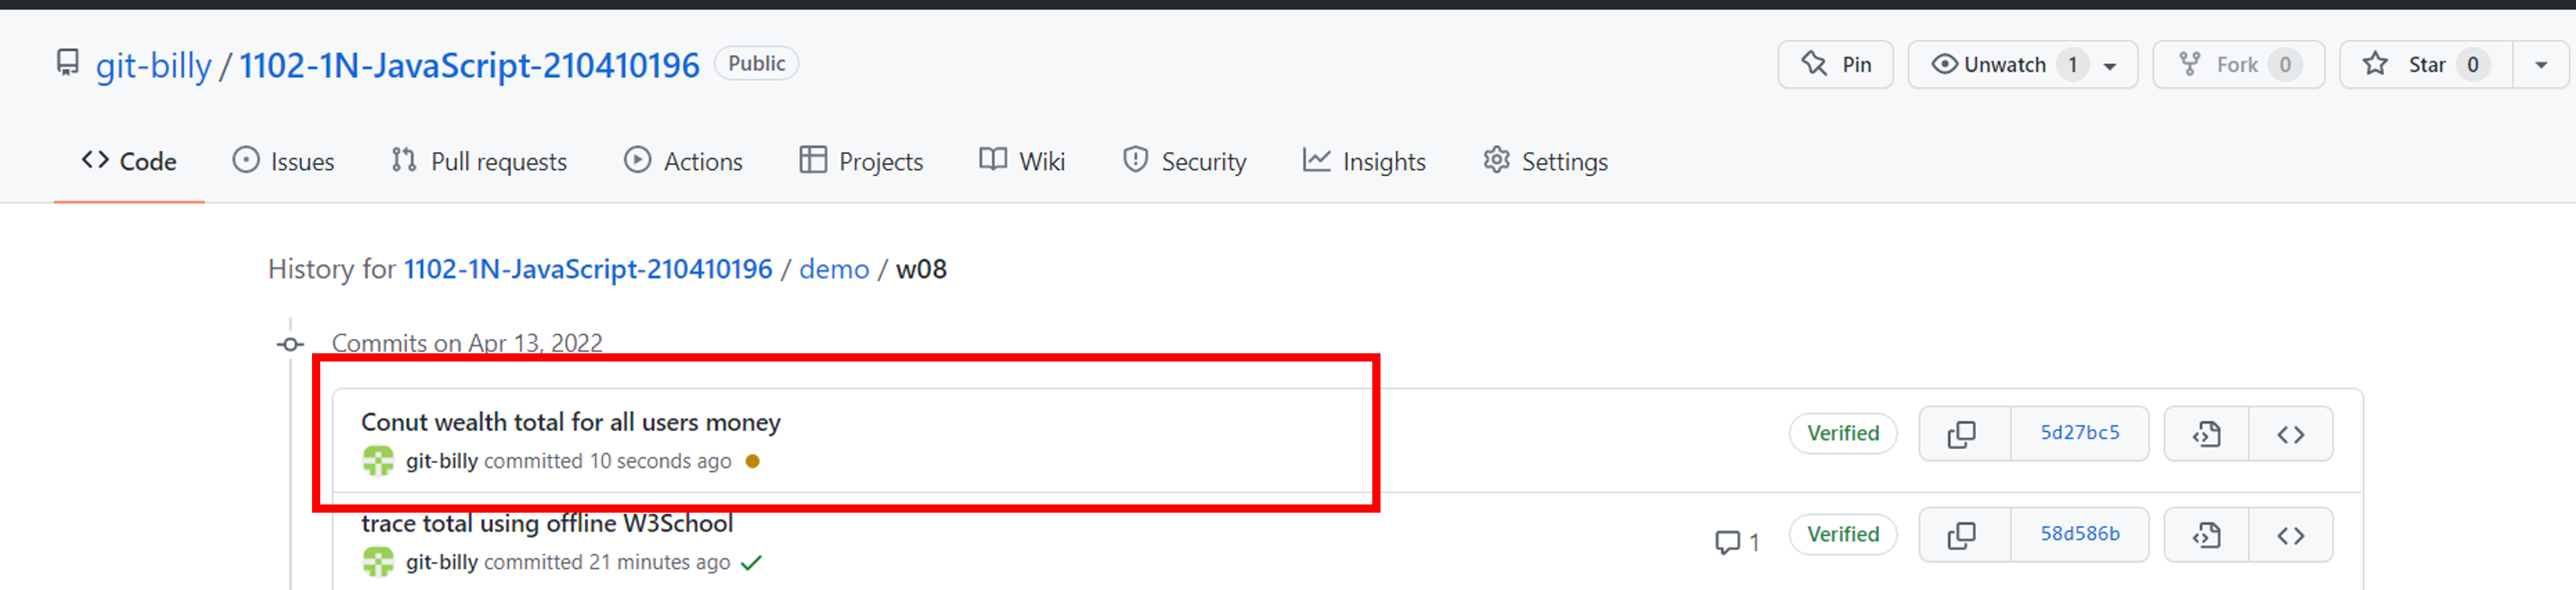 git-billy / 1102-1N-JavaScript-210410196 Public Pin Unwatch 1 Fork 0 Star 0
Code Issues Pull requests Actions Projects Wiki Security Insights Settings
History for 1102-1N-JavaScript-210410196 / demo / w08
Commits on Apr 13, 2022
Conut wealth total for all users money
git-billy committed 10 seconds ago
Verified 5d27bc5
trace total using offline W3School
git-billy committed 21 minutes ago
1 Verified 58d586b